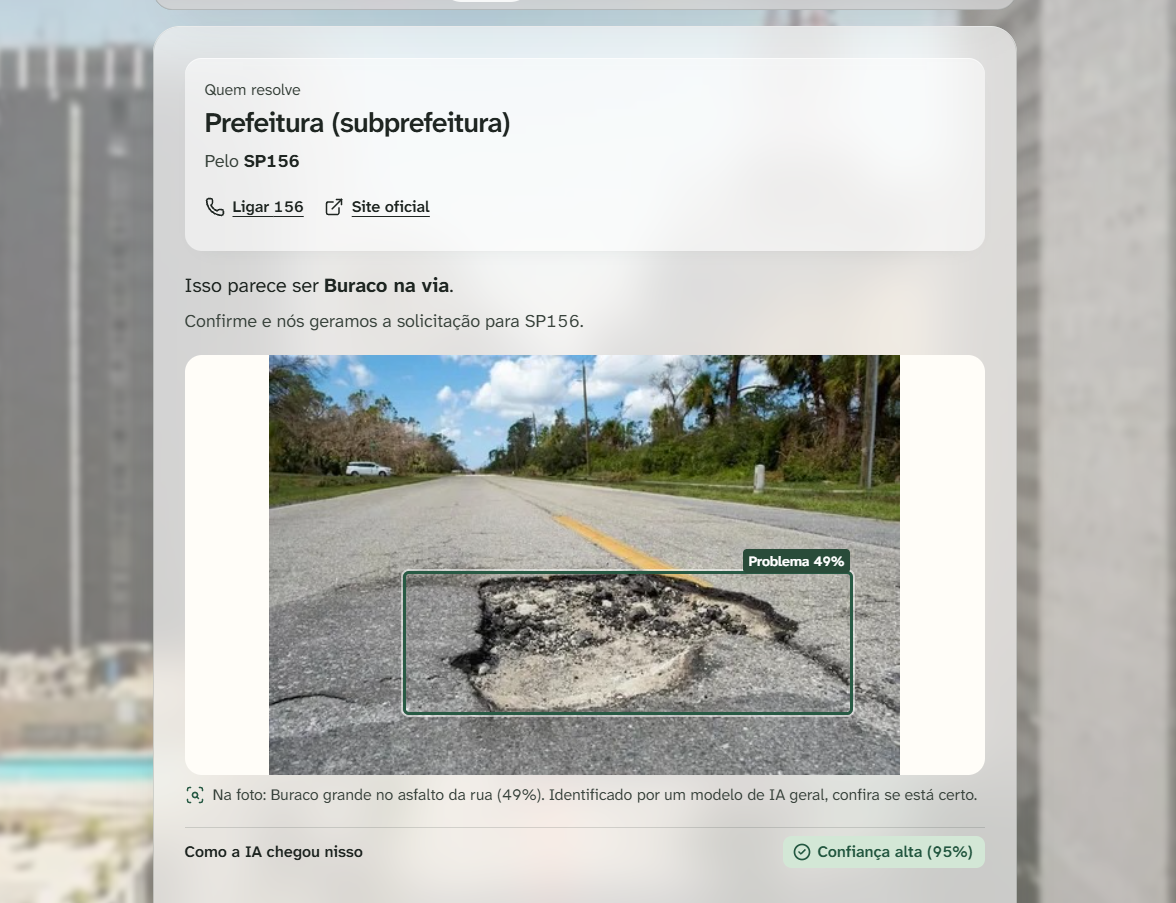 Quem resolve
Prefeitura (subprefeitura)
Pelo SP156
Ligar 156 Site oficial
Isso parece ser Buraco na via.
Confirme e nós geramos a solicitação para SP156.
Problema 49%
Na foto: Buraco grande no asfalto da rua (49%). Identificado por um modelo de IA geral, confira se está certo.
Como a IA chegou nisso Confiança alta (95%)